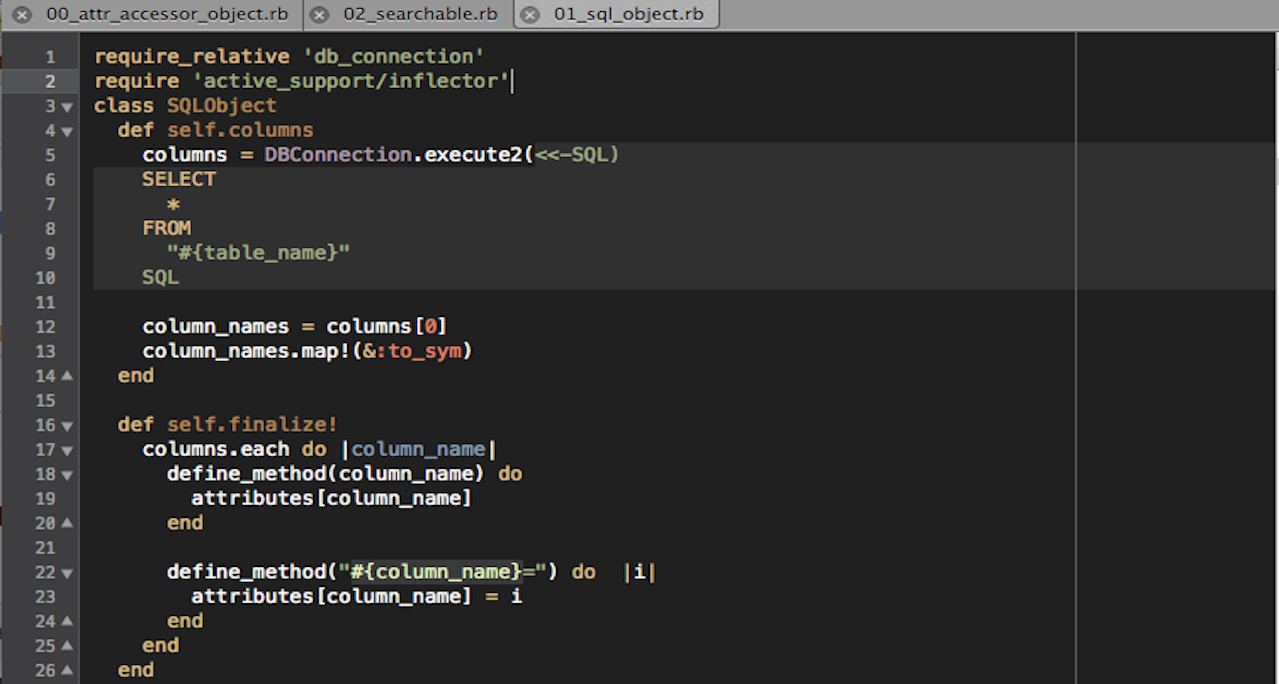 00_attr_accessor_object.rb 02_searchable.rb 01_sql_object.rb
1 require_relative 'db_connection'
2 require 'active_support/inflector'
3 class SQLObject
4   def self.columns
5     columns = DBConnection.execute2(<<-SQL)
6     SELECT
7       *
8     FROM
9       "#{table_name}"
10     SQL
11
12     column_names = columns[0]
13     column_names.map!(&:to_sym)
14   end
15
16   def self.finalize!
17     columns.each do |column_name|
18       define_method(column_name) do
19         attributes[column_name]
20       end
21
22       define_method("#{column_name}=") do  |i|
23         attributes[column_name] = i
24       end
25     end
26   end